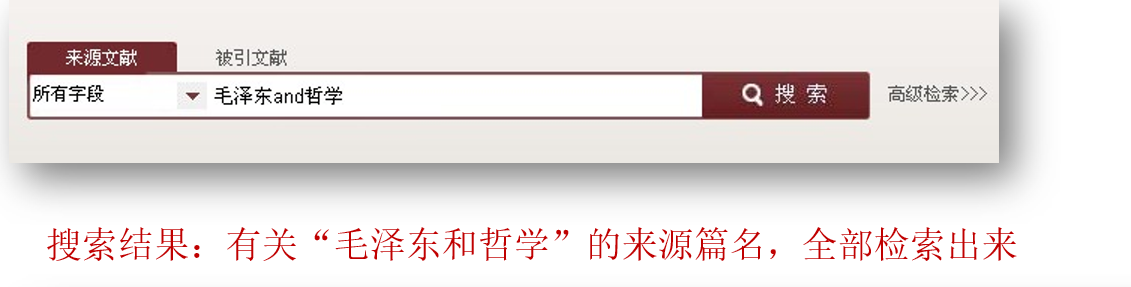 来源文献 被引文献
所有字段 毛泽东and哲学 搜 索 高级检索>>>
搜索结果：有关“毛泽东和哲学”的来源篇名，全部检索出来